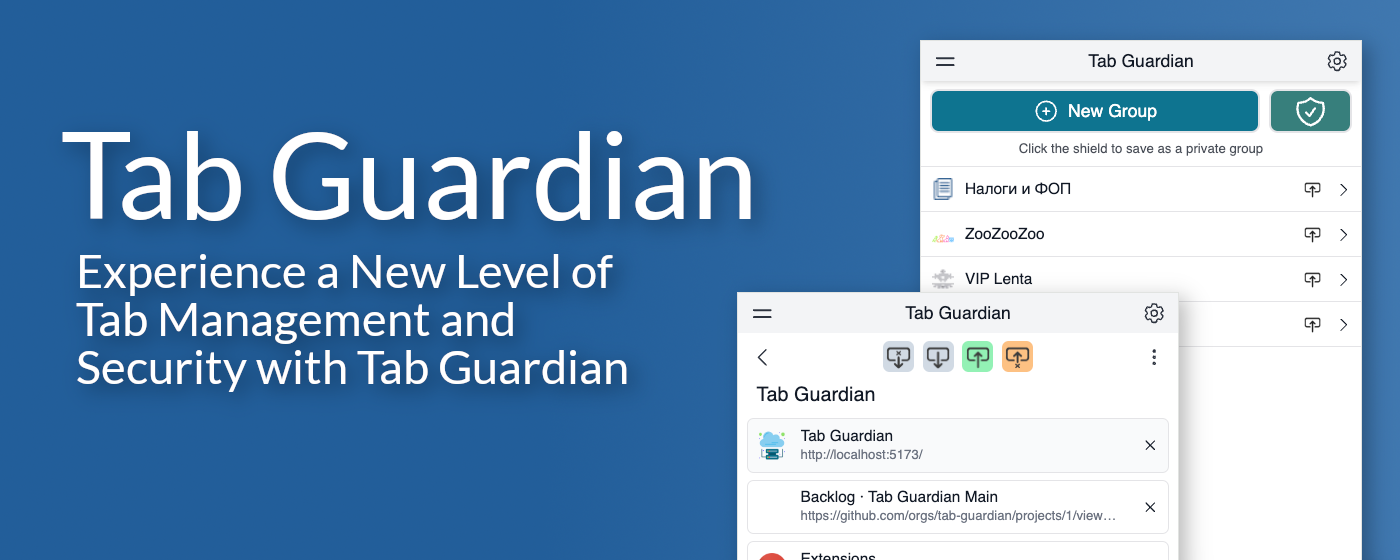 Tab Guardian
Experience a New Level of
Tab Management and
Security with Tab Guardian
Tab Guardian
New Group
Click the shield to save as a private group
Налоги и ФОП
ZooZooZoo
VIP Lenta
Tab Guardian
Tab Guardian
Tab Guardian
http://localhost:5173/
Backlog · Tab Guardian Main
https://github.com/orgs/tab-guardian/projects/1/view…
Extensions